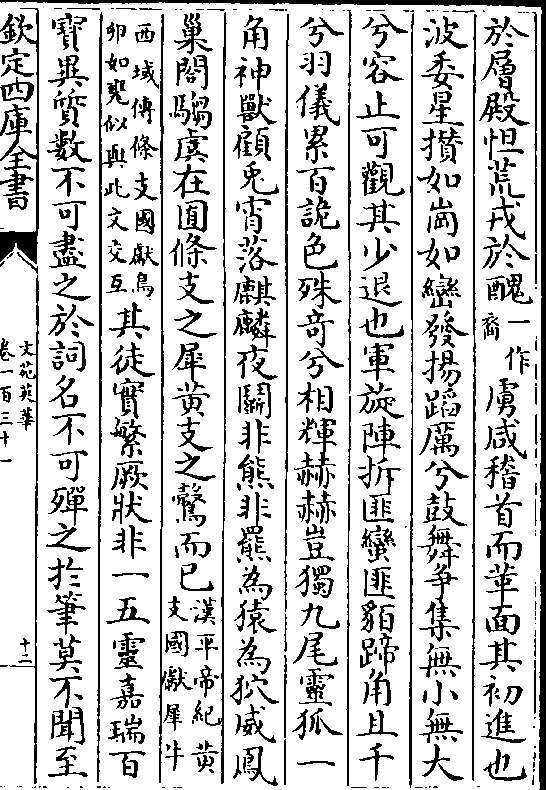 於層殿怛荒戎於醜一作裔虜咸稽首而革面其初進也
波委星攢如崗如巒發揚蹈厲兮鼓舞爭集無小無大
兮容止可觀其少退也軍旋陣拆匪蠻匪貊蹄角且千
兮羽儀累百詭色殊奇兮相輝赫赫豈獨九尾靈狐一
角神獸顧兎宵落麒麟夜鬭非熊非羆為猿為狖威鳳
巢閣騶虞在囿條支之犀黄支之鷔而已漢平帝紀黄支國獻犀牛
西域傳條支國獻鳥卵如甕似與此文交互其徒實繁厥狀非一五靈嘉瑞百
寶異質數不可盡之於詞名不可殫之於筆莫不聞至
欽定四庫全書
文苑英華
卷一百三十一
十二